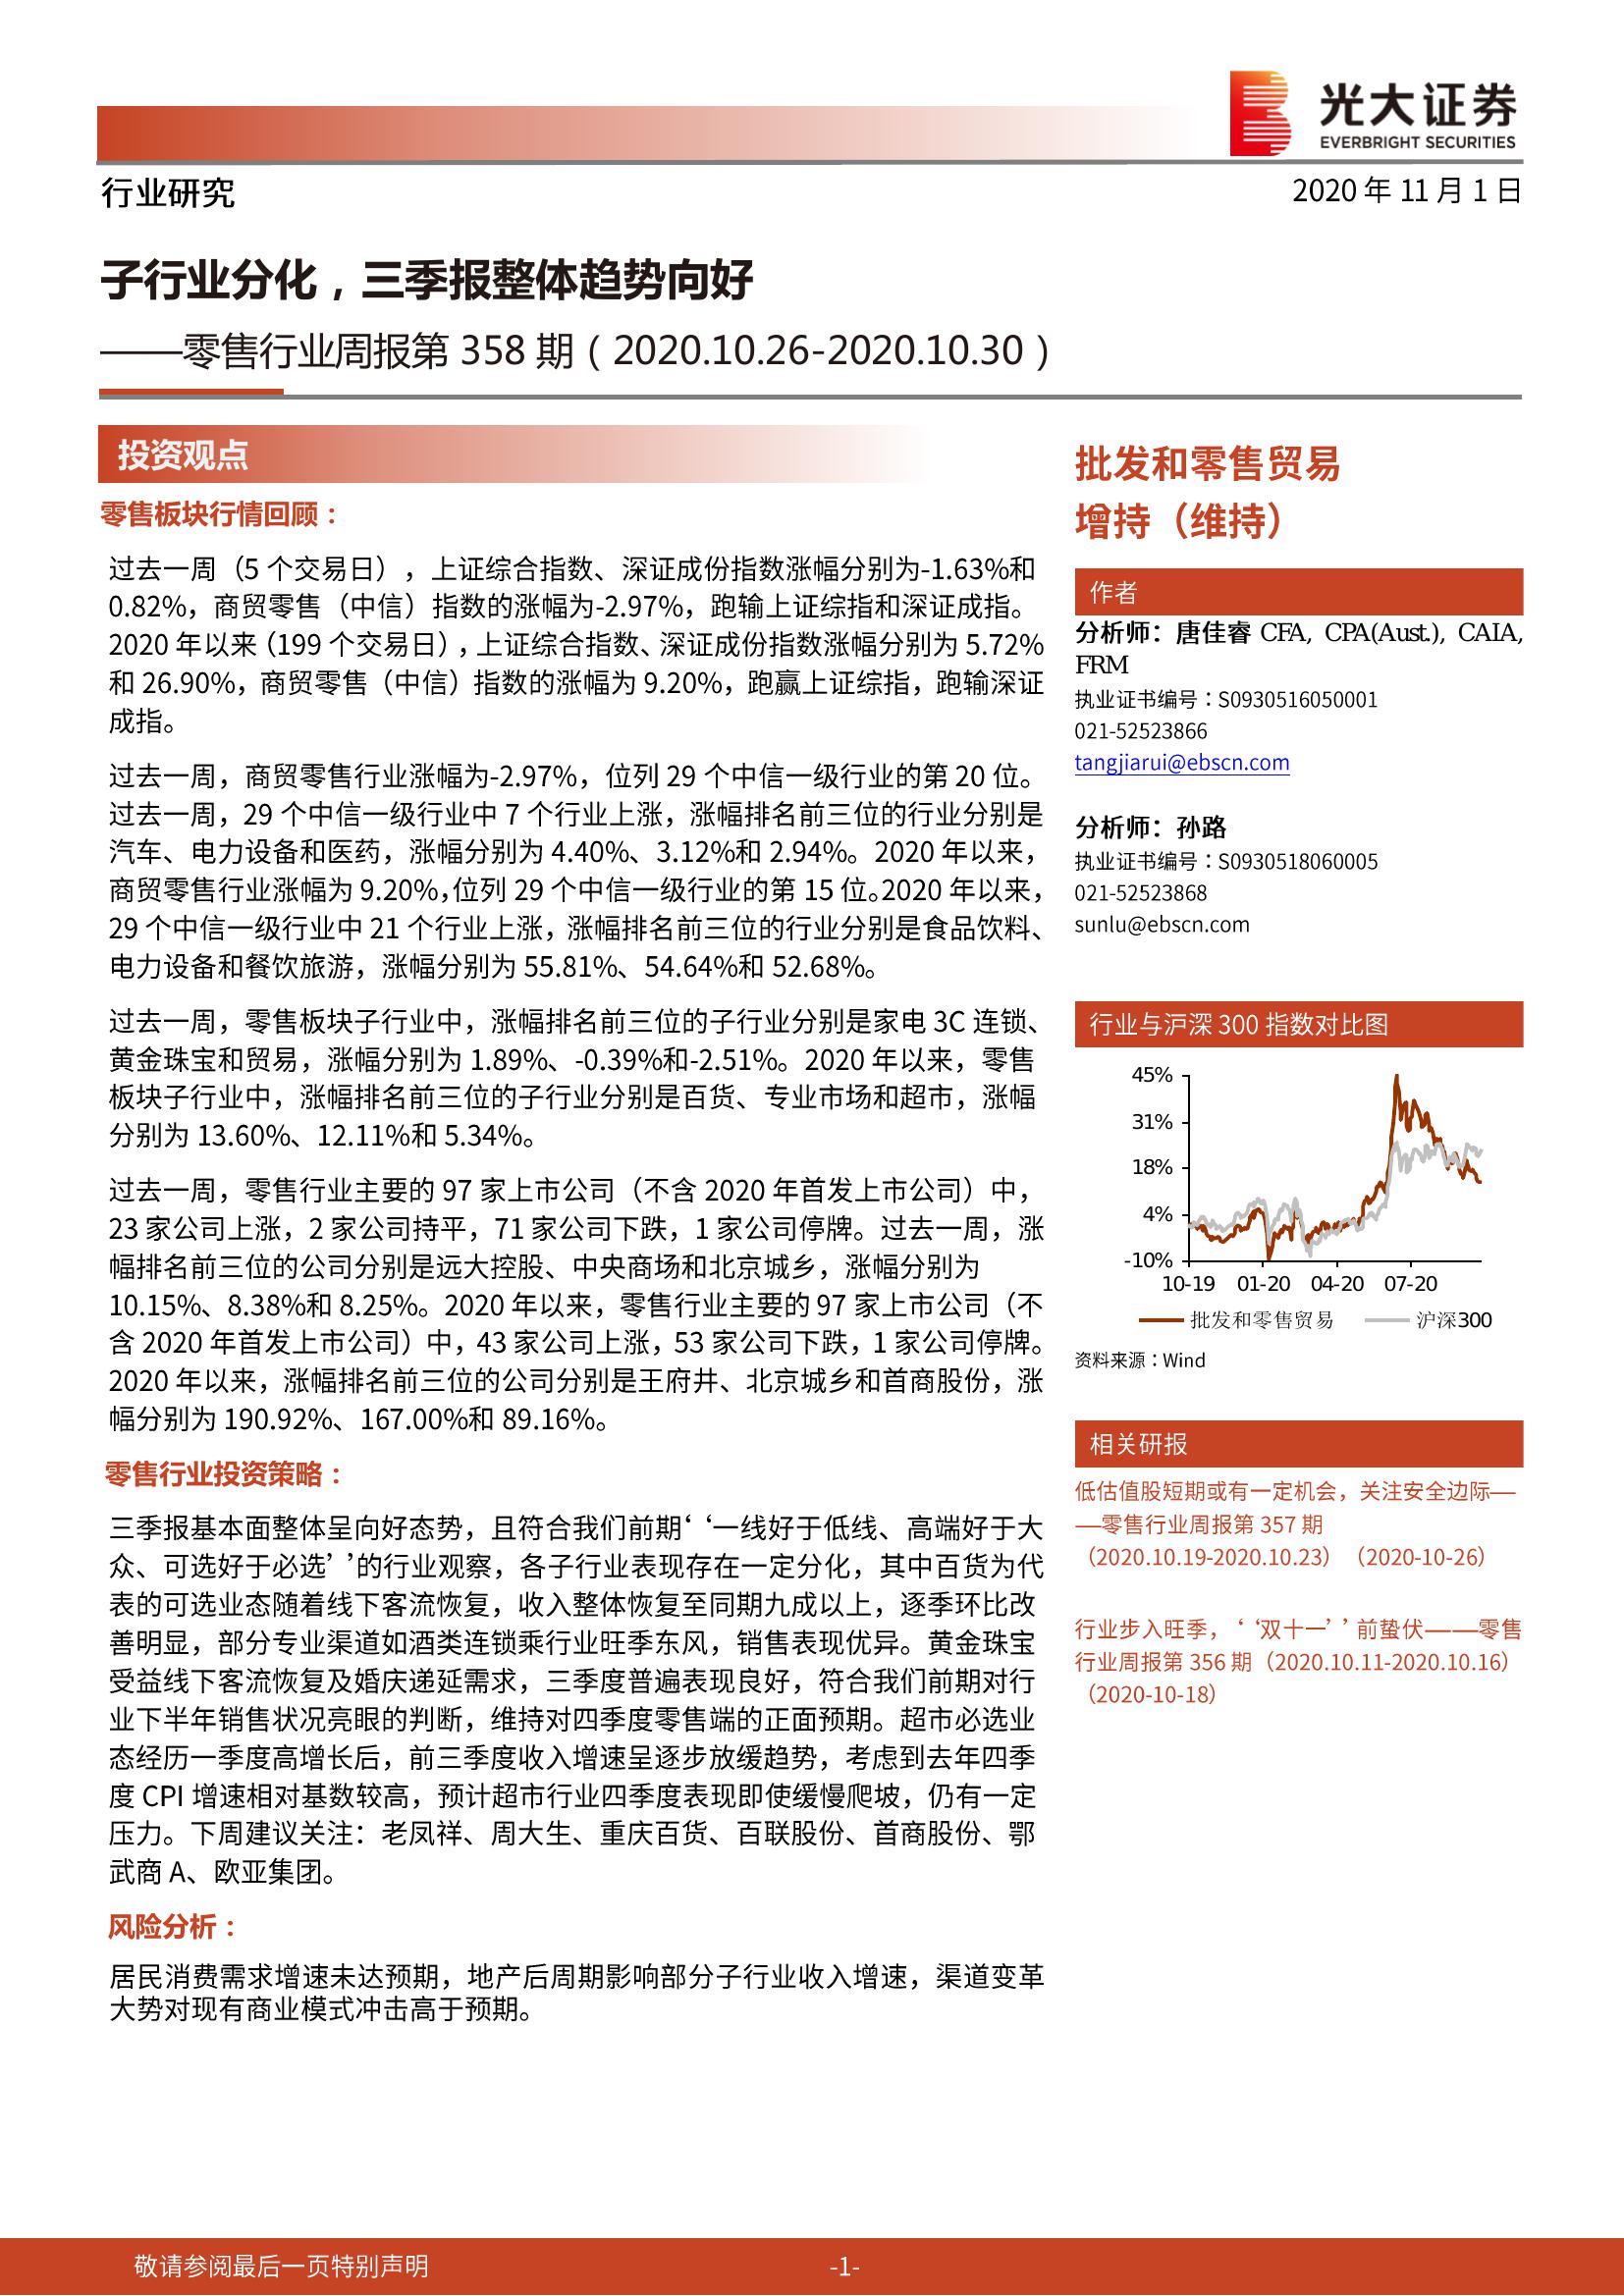 光大证券
EVERBRIGHT SECURITIES
行业研究
2020 年 11 月 1 日
子行业分化，三季报整体趋势向好
——零售行业周报第 358 期（2020.10.26-2020.10.30）
投资观点
零售板块行情回顾：
过去一周（5 个交易日），上证综合指数、深证成份指数涨幅分别为-1.63%和
0.82%，商贸零售（中信）指数的涨幅为-2.97%，跑输上证综指和深证成指。
2020 年以来（199 个交易日），上证综合指数、深证成份指数涨幅分别为 5.72%
和 26.90%，商贸零售（中信）指数的涨幅为 9.20%，跑赢上证综指，跑输深证
成指。
过去一周，商贸零售行业涨幅为-2.97%，位列 29 个中信一级行业的第 20 位。
过去一周，29 个中信一级行业中 7 个行业上涨，涨幅排名前三位的行业分别是
汽车、电力设备和医药，涨幅分别为 4.40%、3.12%和 2.94%。2020 年以来，
商贸零售行业涨幅为 9.20%，位列 29 个中信一级行业的第 15 位。2020 年以来，
29 个中信一级行业中 21 个行业上涨，涨幅排名前三位的行业分别是食品饮料、
电力设备和餐饮旅游，涨幅分别为 55.81%、54.64%和 52.68%。
过去一周，零售板块子行业中，涨幅排名前三位的子行业分别是家电 3C 连锁、
黄金珠宝和贸易，涨幅分别为 1.89%、-0.39%和-2.51%。2020 年以来，零售
板块子行业中，涨幅排名前三位的子行业分别是百货、专业市场和超市，涨幅
分别为 13.60%、12.11%和 5.34%。
过去一周，零售行业主要的 97 家上市公司（不含 2020 年首发上市公司）中，
23 家公司上涨，2 家公司持平，71 家公司下跌，1 家公司停牌。过去一周，涨
幅排名前三位的公司分别是远大控股、中央商场和北京城乡，涨幅分别为
10.15%、8.38%和 8.25%。2020 年以来，零售行业主要的 97 家上市公司（不
含 2020 年首发上市公司）中，43 家公司上涨，53 家公司下跌，1 家公司停牌。
2020 年以来，涨幅排名前三位的公司分别是王府井、北京城乡和首商股份，涨
幅分别为 190.92%、167.00%和 89.16%。
零售行业投资策略：
三季报基本面整体呈向好态势，且符合我们前期‘‘一线好于低线、高端好于大
众、可选好于必选’’的行业观察，各子行业表现存在一定分化，其中百货为代
表的可选业态随着线下客流恢复，收入整体恢复至同期九成以上，逐季环比改
善明显，部分专业渠道如酒类连锁乘行业旺季东风，销售表现优异。黄金珠宝
受益线下客流恢复及婚庆递延需求，三季度普遍表现良好，符合我们前期对行
业下半年销售状况亮眼的判断，维持对四季度零售端的正面预期。超市必选业
态经历一季度高增长后，前三季度收入增速呈逐步放缓趋势，考虑到去年四季
度 CPI 增速相对基数较高，预计超市行业四季度表现即使缓慢爬坡，仍有一定
压力。下周建议关注：老凤祥、周大生、重庆百货、百联股份、首商股份、鄂
武商 A、欧亚集团。
风险分析：
居民消费需求增速未达预期，地产后周期影响部分子行业收入增速，渠道变革
大势对现有商业模式冲击高于预期。
批发和零售贸易
增持（维持）
作者
分析师：唐佳睿 CFA, CPA(Aust.), CAIA,
FRM
执业证书编号：S0930516050001
021-52523866
tangjiarui@ebscn.com
分析师：孙路
执业证书编号：S0930518060005
021-52523868
sunlu@ebscn.com
行业与沪深 300 指数对比图
45%
31%
18%
4%
-10%
10-19 01-20 04-20 07-20
批发和零售贸易 沪深300
资料来源：Wind
相关研报
低估值股短期或有一定机会，关注安全边际—
—零售行业周报第 357 期
（2020.10.19-2020.10.23）（2020-10-26）
行业步入旺季，‘‘双十一’’前蛰伏——零售
行业周报第 356 期（2020.10.11-2020.10.16）
（2020-10-18）
敬请参阅最后一页特别声明
-1-